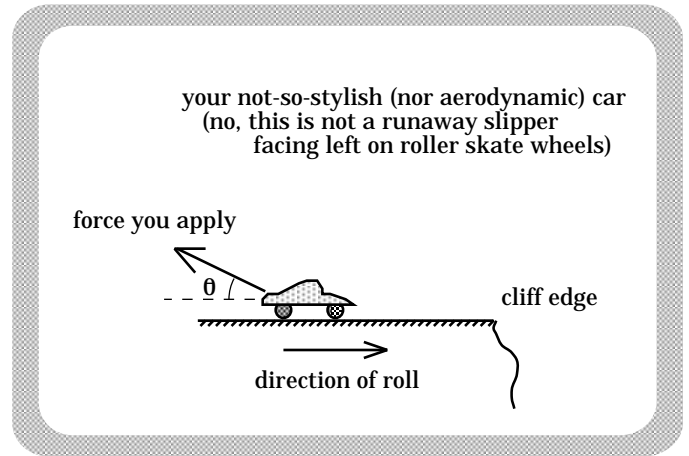 your not-so-stylish (nor aerodynamic) car
(no, this is not a runaway slipper
facing left on roller skate wheels)
force you apply
θ
cliff edge
direction of roll